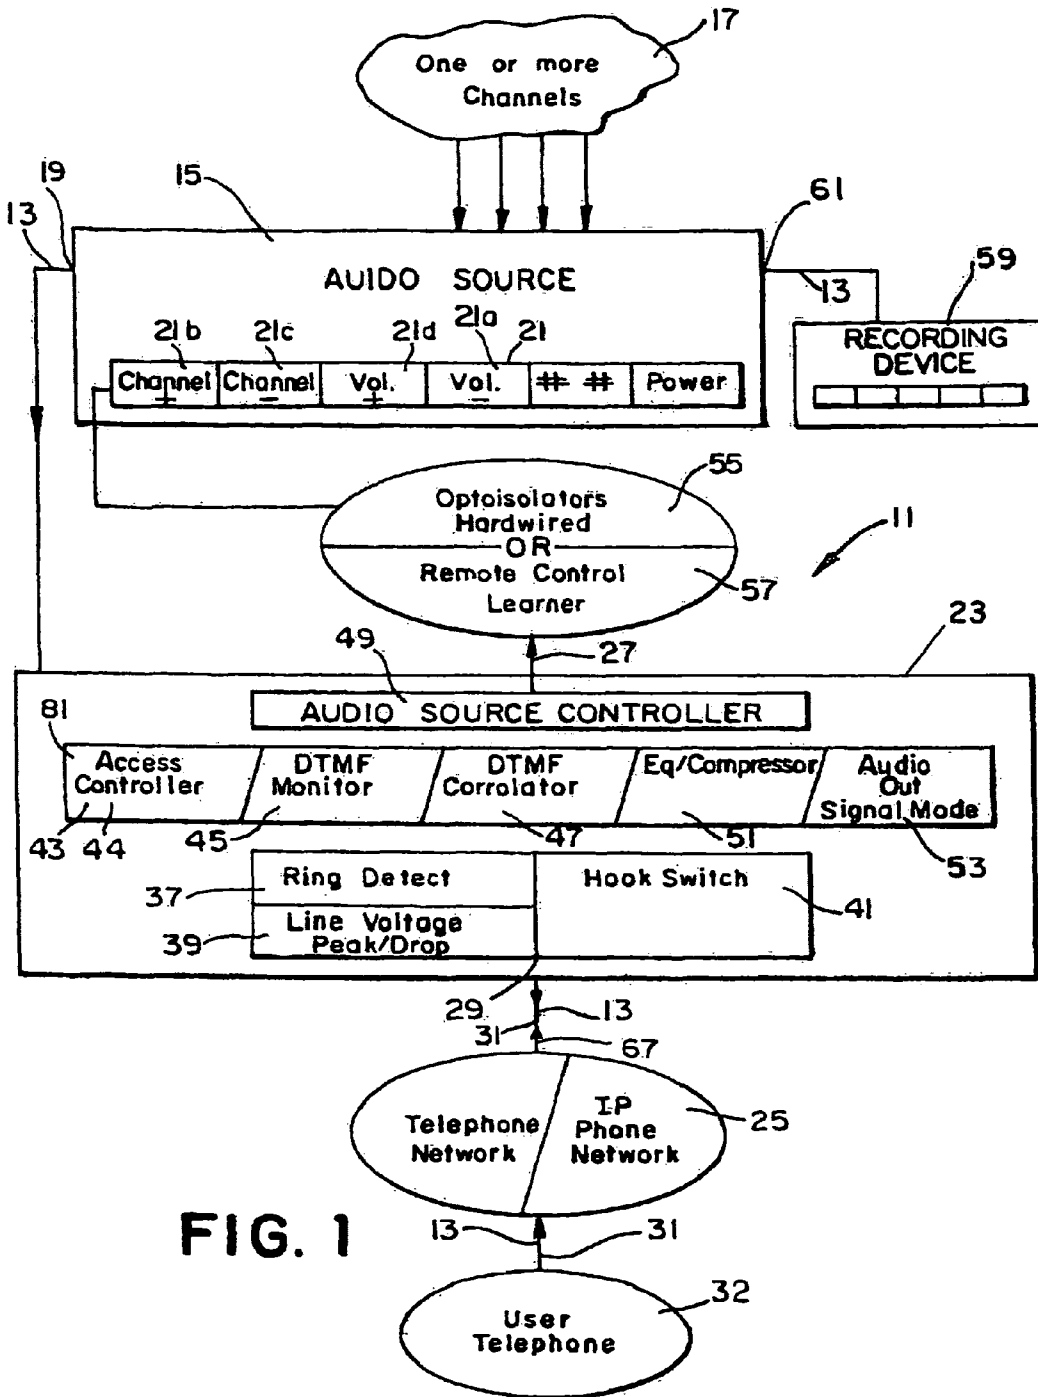 17
One or more
Channels
19
15
61
13
AUIDO SOURCE
13
59
21b
21c
21d
21a
21
RECORDING
DEVICE
Channel
+
Channel
-
Vol.
+
Vol.
-
# #
Power
55
Optoisolators
Hardwired
OR
11
Remote Control
Learner
57
23
49
27
AUDIO SOURCE CONTROLLER
81
Access
Controller
DTMF
Monitor
DTMF
Corrolator
Eq/Compressor
Audio
Out
Signal Mode
43
44
45
47
51
53
37
Ring Detect
Hook Switch
41
39
Line Voltage
Peak/Drop
29
13
31
67
Telephone
Network
IP
Phone
Network
25
FIG. 1
13
31
32
User
Telephone